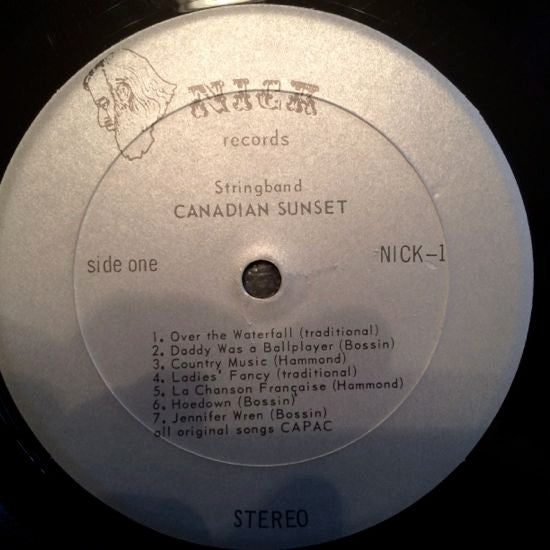 NICK
records
Stringband
CANADIAN SUNSET
side one
NICK-1
1. Over the Waterfall (traditional)
2. Daddy Was a Ballplayer (Bossin)
3. Country Music (Hammond)
4. Ladies' Fancy (traditional)
5. La Chanson Française (Hammond)
6. Hoedown (Bossin)
7. Jennifer Wren (Bossin)
all original songs CAPAC
STEREO